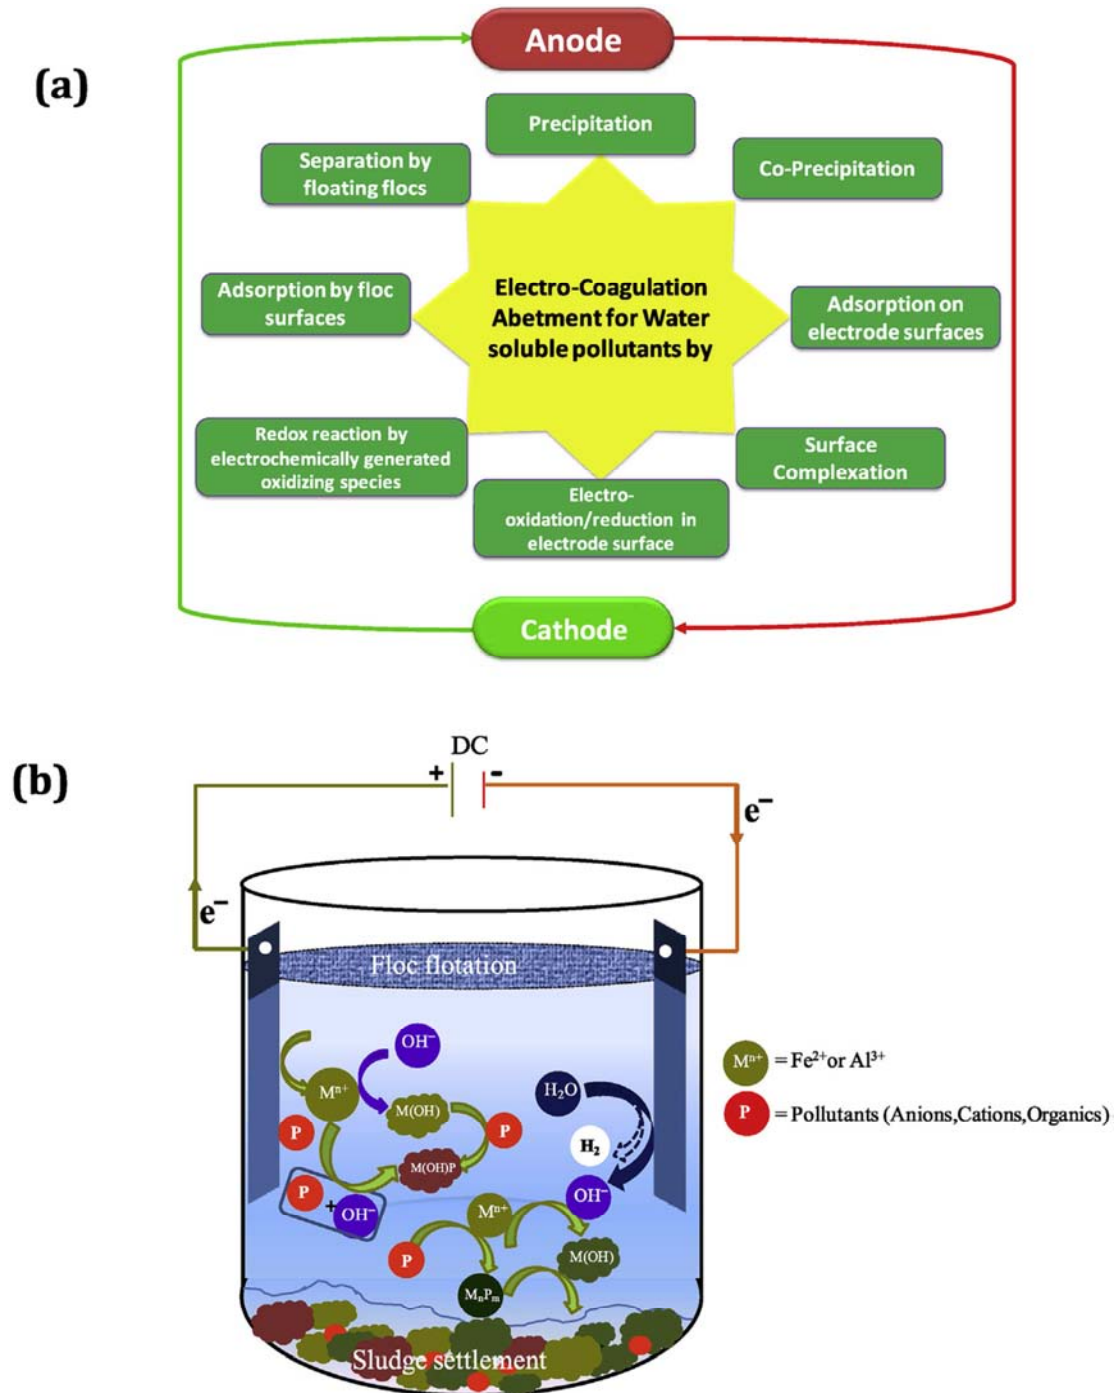 (a)
Anode
Precipitation
Separation by
floating flocs
Co-Precipitation
Adsorption by floc
surfaces
Electro-Coagulation
Abetment for Water
soluble pollutants by
Adsorption on
electrode surfaces
Redox reaction by
electrochemically generated
oxidizing species
Surface
Complexation
Electro-
oxidation/reduction in
electrode surface
Cathode
(b)
DC
+ -
e⁻
e⁻
Floc flotation
OH⁻
Mⁿ⁺
M(OH)
H₂O
P
P
H₂
M(OH)P
P
+
OH⁻
OH⁻
Mⁿ⁺
P
M(OH)
MₙPₘ
Sludge settlement
Mⁿ⁺ = Fe²⁺or Al³⁺
P = Pollutants (Anions,Cations,Organics)